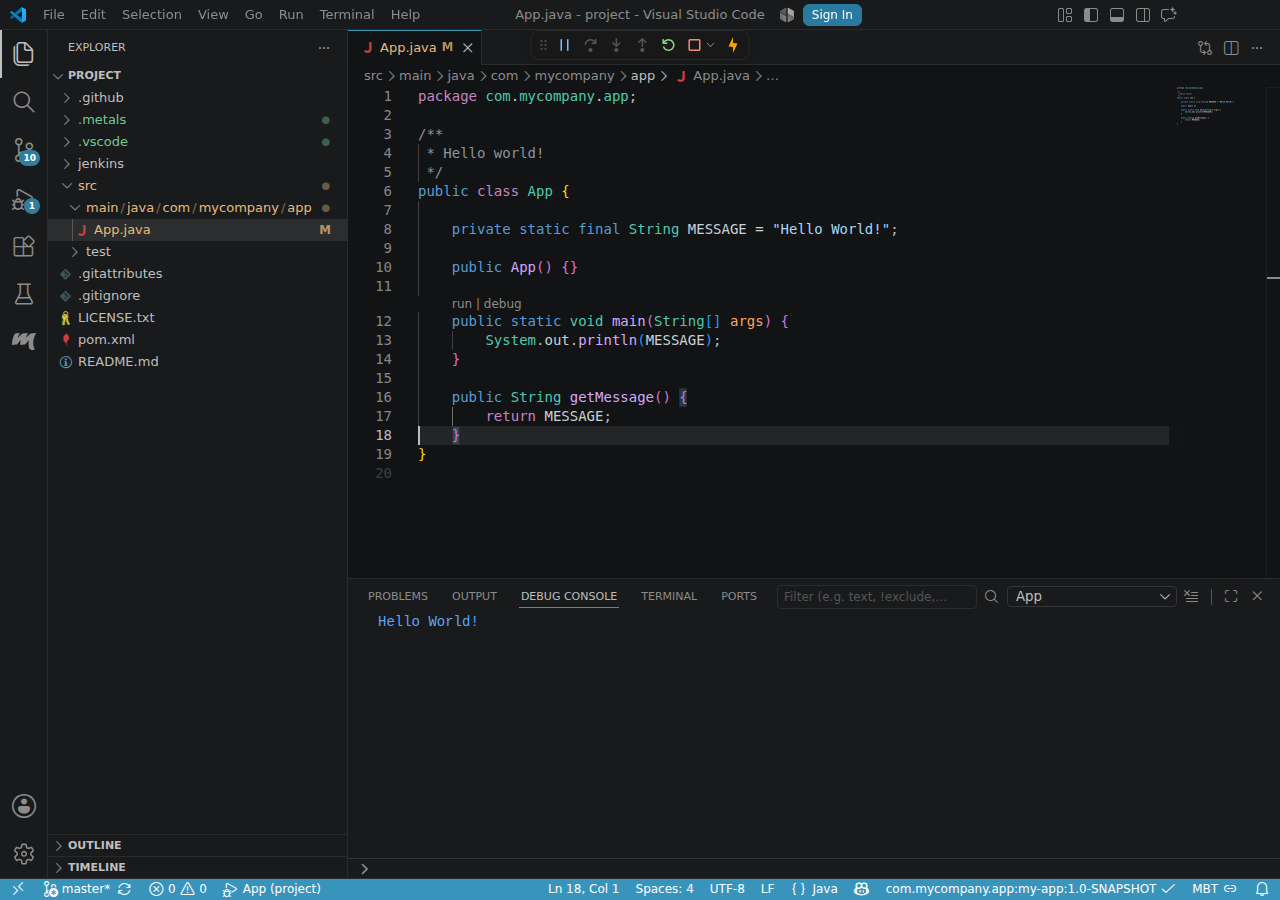 File Edit Selection View Go Run Terminal Help App.java - project - Visual Studio Code Sign In
EXPLORER
PROJECT
.github
.metals
.vscode
10
jenkins
src
1
main/java/com/mycompany/app
App.java M
test
.gitattributes
.gitignore
LICENSE.txt
pom.xml
README.md
OUTLINE
TIMELINE
App.java M
src main java com mycompany app App.java ...
1 package com.mycompany.app;
2
3 /**
4 * Hello world!
5 */
6 public class App {
7
8 private static final String MESSAGE = "Hello World!";
9
10 public App() {}
11
run | debug
12 public static void main(String[] args) {
13 System.out.println(MESSAGE);
14 }
15
16 public String getMessage() {
17 return MESSAGE;
18 }
19 }
20
PROBLEMS OUTPUT DEBUG CONSOLE TERMINAL PORTS Filter (e.g. text, !exclude,... App
Hello World!
master* 0 0 App (project) Ln 18, Col 1 Spaces: 4 UTF-8 LF { } Java com.mycompany.app:my-app:1.0-SNAPSHOT MBT